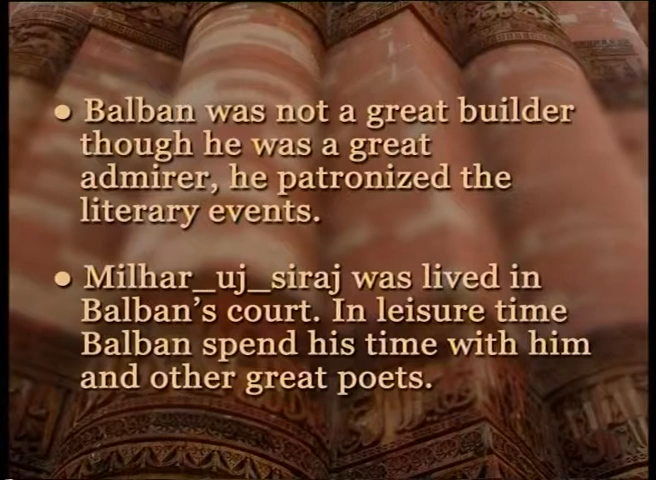 • Balban was not a great builder
though he was a great
admirer, he patronized the
literary events.
• Milhar_uj_siraj was lived in
Balban's court. In leisure time
Balban spend his time with him
and other great poets.